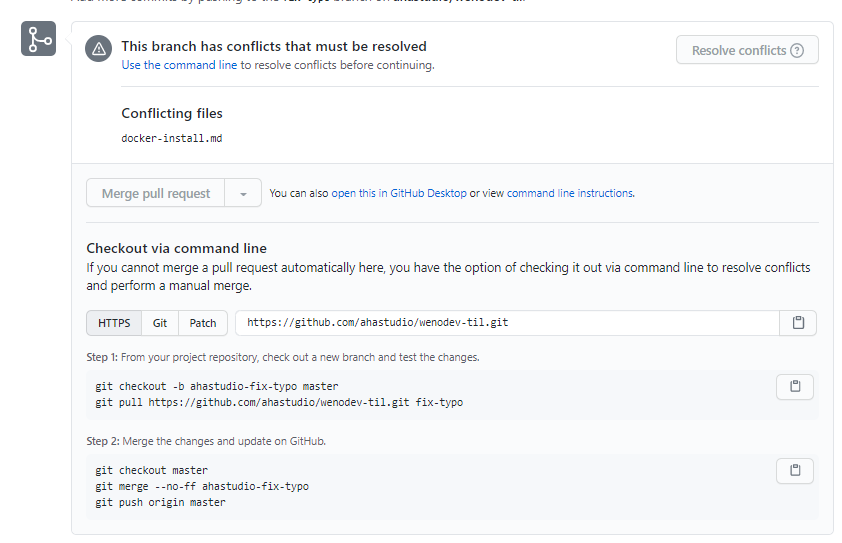 This branch has conflicts that must be resolved
Use the command line to resolve conflicts before continuing.
Resolve conflicts
Conflicting files
docker-install.md
Merge pull request
You can also open this in GitHub Desktop or view command line instructions.
Checkout via command line
If you cannot merge a pull request automatically here, you have the option of checking it out via command line to resolve conflicts
and perform a manual merge.
HTTPS Git Patch https://github.com/ahastudio/wenodev-til.git
Step 1: From your project repository, check out a new branch and test the changes.
git checkout -b ahastudio-fix-typo master
git pull https://github.com/ahastudio/wenodev-til.git fix-typo
Step 2: Merge the changes and update on GitHub.
git checkout master
git merge --no-ff ahastudio-fix-typo
git push origin master